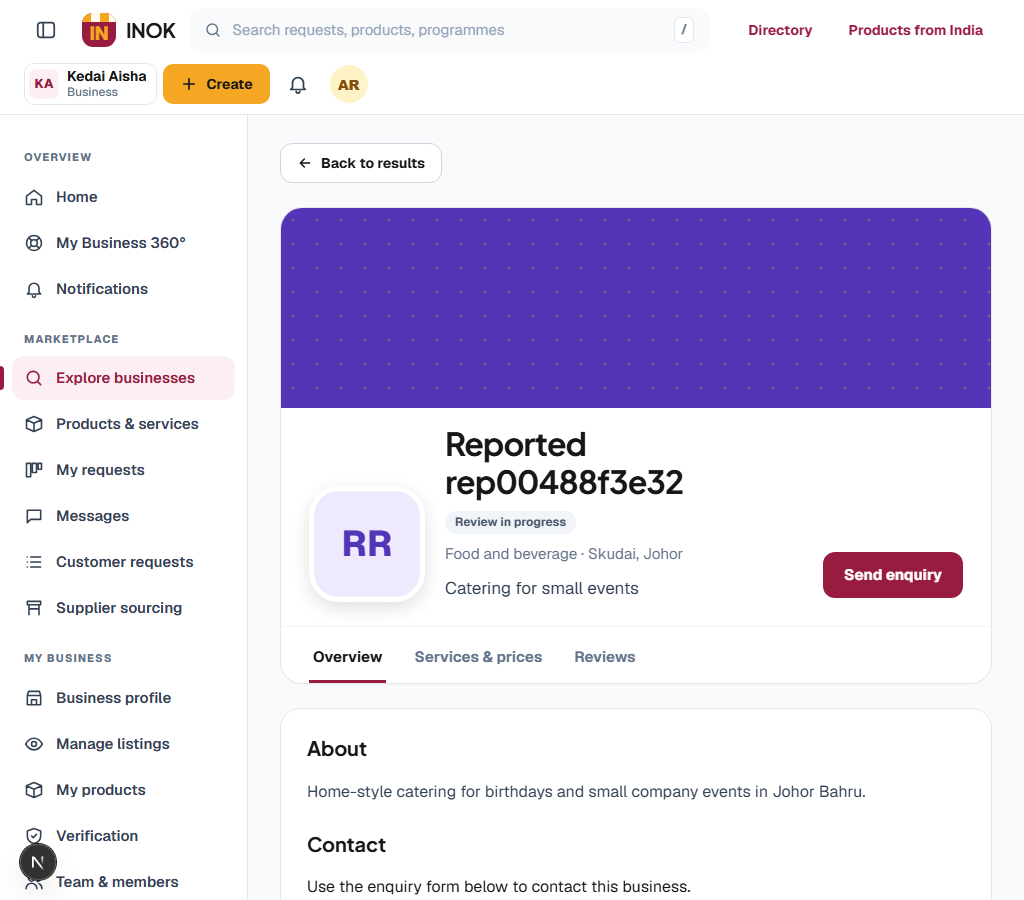 IN INOK
Search requests, products, programmes
/
Directory
Products from India
KA
Kedai Aisha
Business
Create
AR
OVERVIEW
Home
My Business 360°
Notifications
MARKETPLACE
Explore businesses
Products & services
My requests
Messages
Customer requests
Supplier sourcing
MY BUSINESS
Business profile
Manage listings
My products
Verification
N
Team & members
Back to results
RR
Reported
rep00488f3e32
Review in progress
Food and beverage · Skudai, Johor
Catering for small events
Send enquiry
Overview
Services & prices
Reviews
About
Home-style catering for birthdays and small company events in Johor Bahru.
Contact
Use the enquiry form below to contact this business.